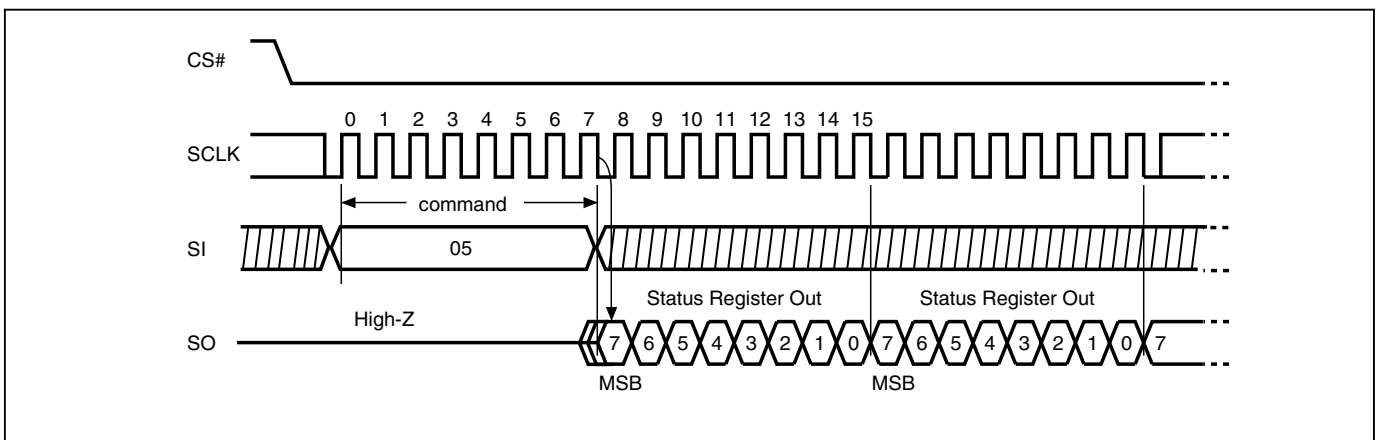 CS#
0 1 2 3 4 5 6 7 8 9 10 11 12 13 14 15
SCLK
command
SI
05
Status Register Out Status Register Out
High-Z
SO
7 6 5 4 3 2 1 0 7 6 5 4 3 2 1 0 7
MSB MSB